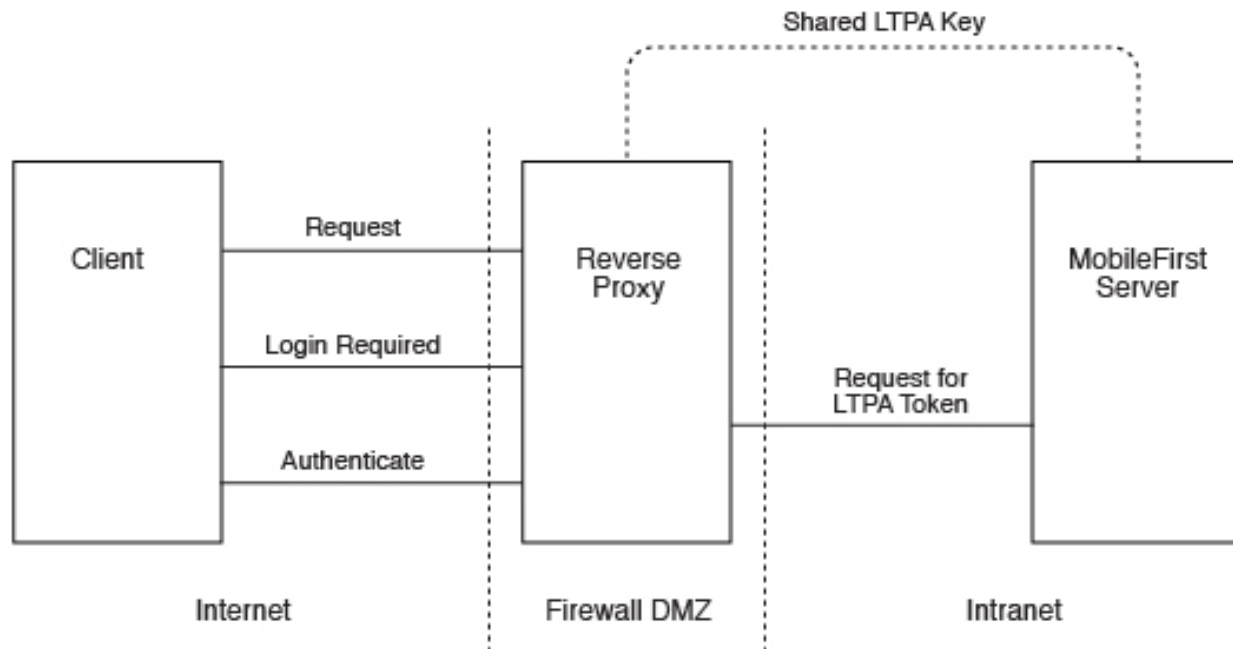 Shared LTPA Key
Request
Client
Reverse
Proxy
MobileFirst
Server
Login Required
Request for
LTPA Token
Authenticate
Internet
Firewall DMZ
Intranet